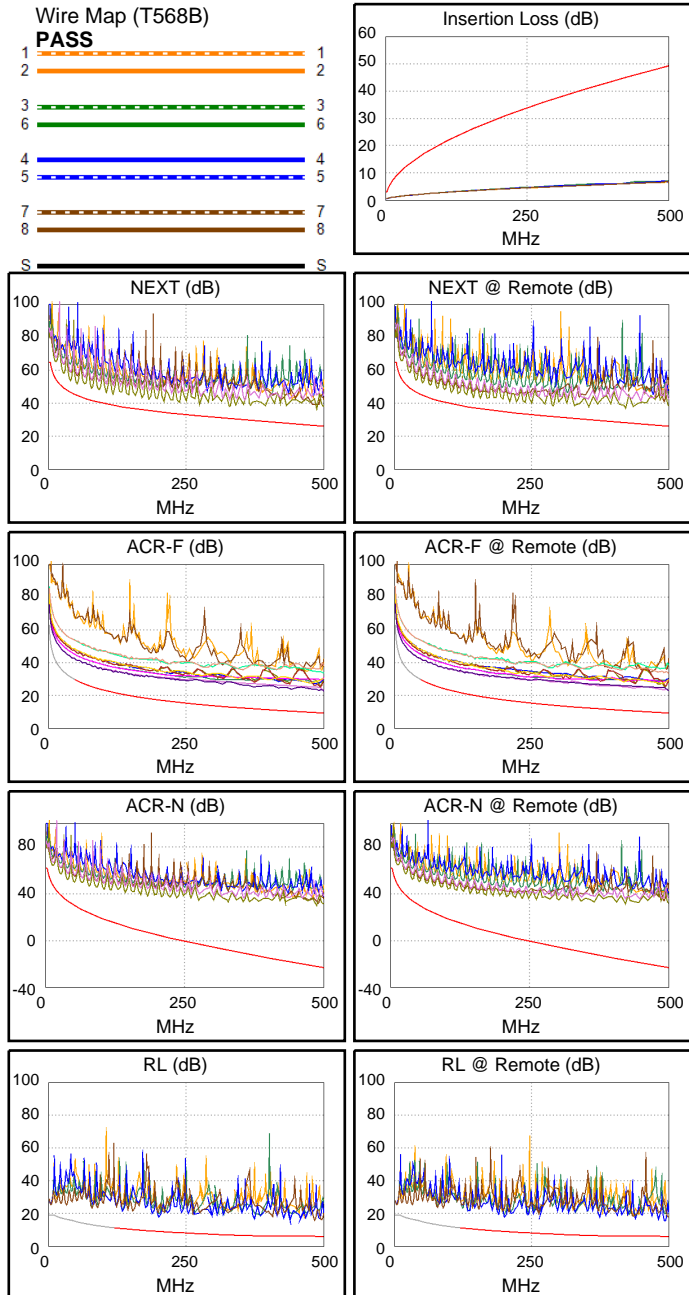 Wire Map (T568B)
PASS
1 1
2 2
3 3
6 6
4 4
5 5
7 7
8 8
S S
Insertion Loss (dB)
60
50
40
30
20
10
0
0 250 500
MHz
NEXT (dB)
100
80
60
40
20
0
0 250 500
MHz
NEXT @ Remote (dB)
100
80
60
40
20
0
0 250 500
MHz
ACR-F (dB)
100
80
60
40
20
0
0 250 500
MHz
ACR-F @ Remote (dB)
100
80
60
40
20
0
0 250 500
MHz
ACR-N (dB)
80
40
0
-40
0 250 500
MHz
ACR-N @ Remote (dB)
80
40
0
-40
0 250 500
MHz
RL (dB)
100
80
60
40
20
0
0 250 500
MHz
RL @ Remote (dB)
100
80
60
40
20
0
0 250 500
MHz